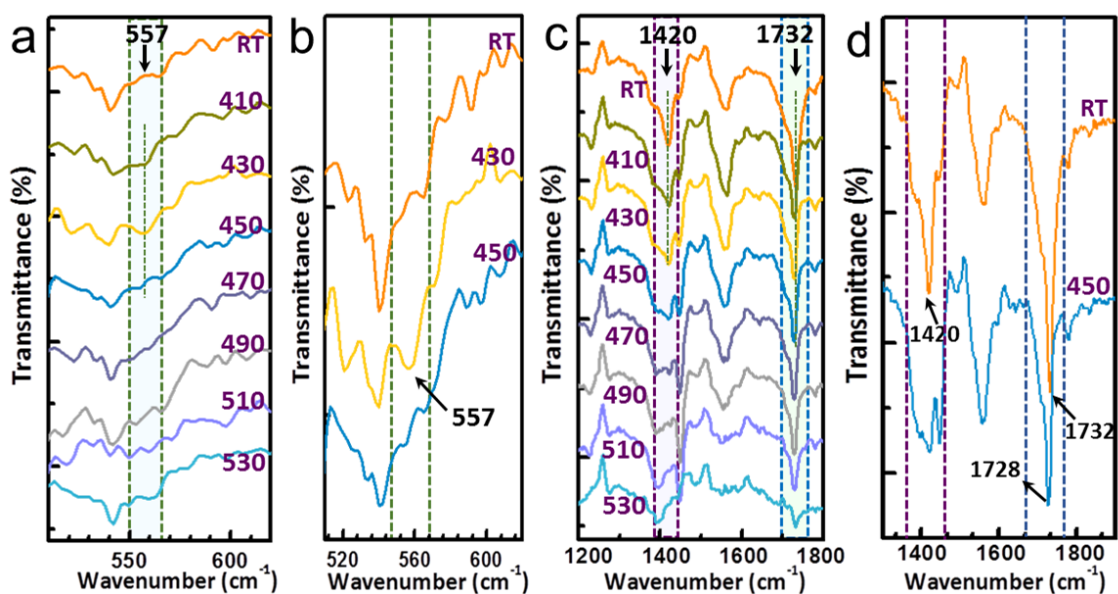 a
557
RT
410
430
450
470
490
510
530
Transmittance (%)
550
600
Wavenumber (cm⁻¹)
b
RT
430
450
557
Transmittance (%)
520
560
600
Wavenumber (cm⁻¹)
c
1420
1732
RT
410
430
450
470
490
510
530
Transmittance (%)
1200
1400
1600
1800
Wavenumber (cm⁻¹)
d
RT
450
1420
1732
1728
Transmittance (%)
1400
1600
1800
Wavenumber (cm⁻¹)